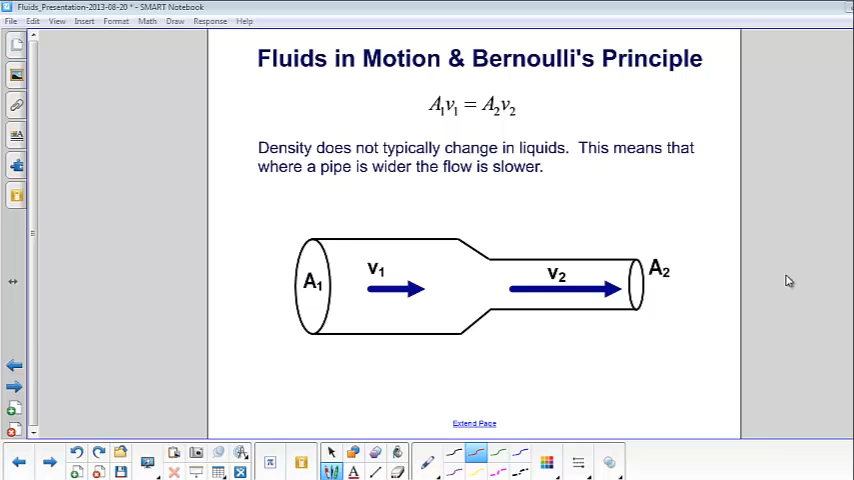 Fluids_Presentation-2013-08-20 * - SMART Notebook
File Edit View Insert Format Math Draw Response Help
Fluids in Motion & Bernoulli's Principle
A₁v₁ = A₂v₂
Density does not typically change in liquids. This means that
where a pipe is wider the flow is slower.
A₁ v₁ v₂ A₂
Extend Page